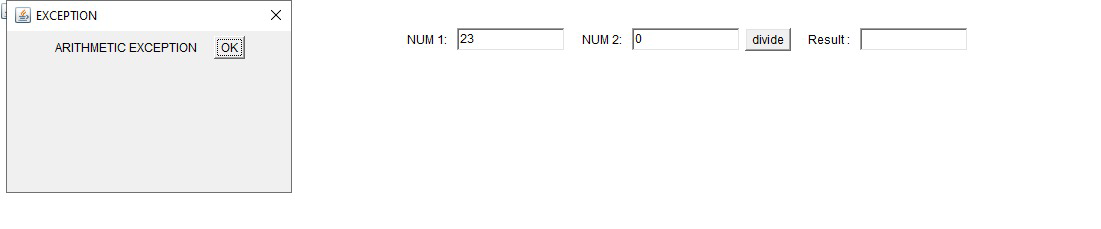 EXCEPTION
ARITHMETIC EXCEPTION OK
NUM 1: 23 NUM 2: 0 divide Result :